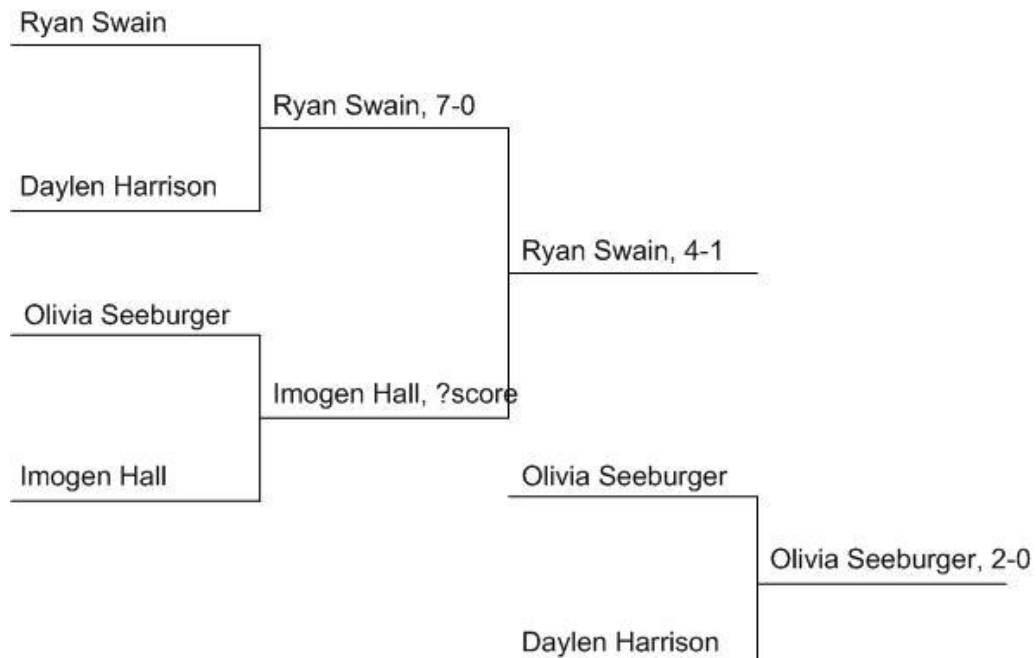 Ryan Swain
Ryan Swain, 7-0
Daylen Harrison
Ryan Swain, 4-1
Olivia Seeburger
Imogen Hall, ?score
Imogen Hall
Olivia Seeburger
Olivia Seeburger, 2-0
Daylen Harrison